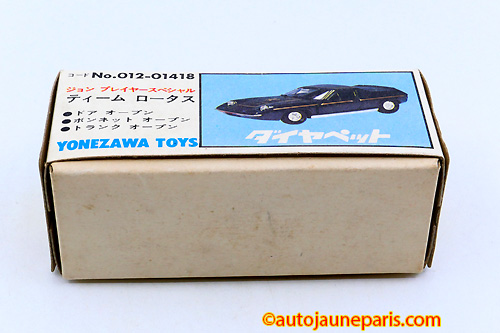 コード No.012-01418
ジョン プレイヤースペシャル
ティーム ロータス
●ドア オープン
●ボンネット オープン
●トランク オープン
YONEZAWA TOYS
ダイヤペット
©autojauneparis.com